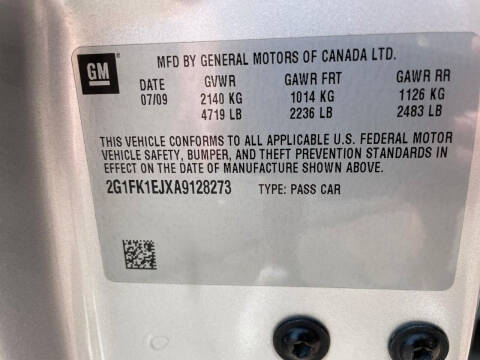 GM
MFD BY GENERAL MOTORS OF CANADA LTD.
DATE GVWR GAWR FRT GAWR RR
07/09 2140 KG 1014 KG 1126 KG
4719 LB 2236 LB 2483 LB
THIS VEHICLE CONFORMS TO ALL APPLICABLE U.S. FEDERAL MOTOR
VEHICLE SAFETY, BUMPER, AND THEFT PREVENTION STANDARDS IN
EFFECT ON THE DATE OF MANUFACTURE SHOWN ABOVE.
2G1FK1EJXA9128273 TYPE: PASS CAR